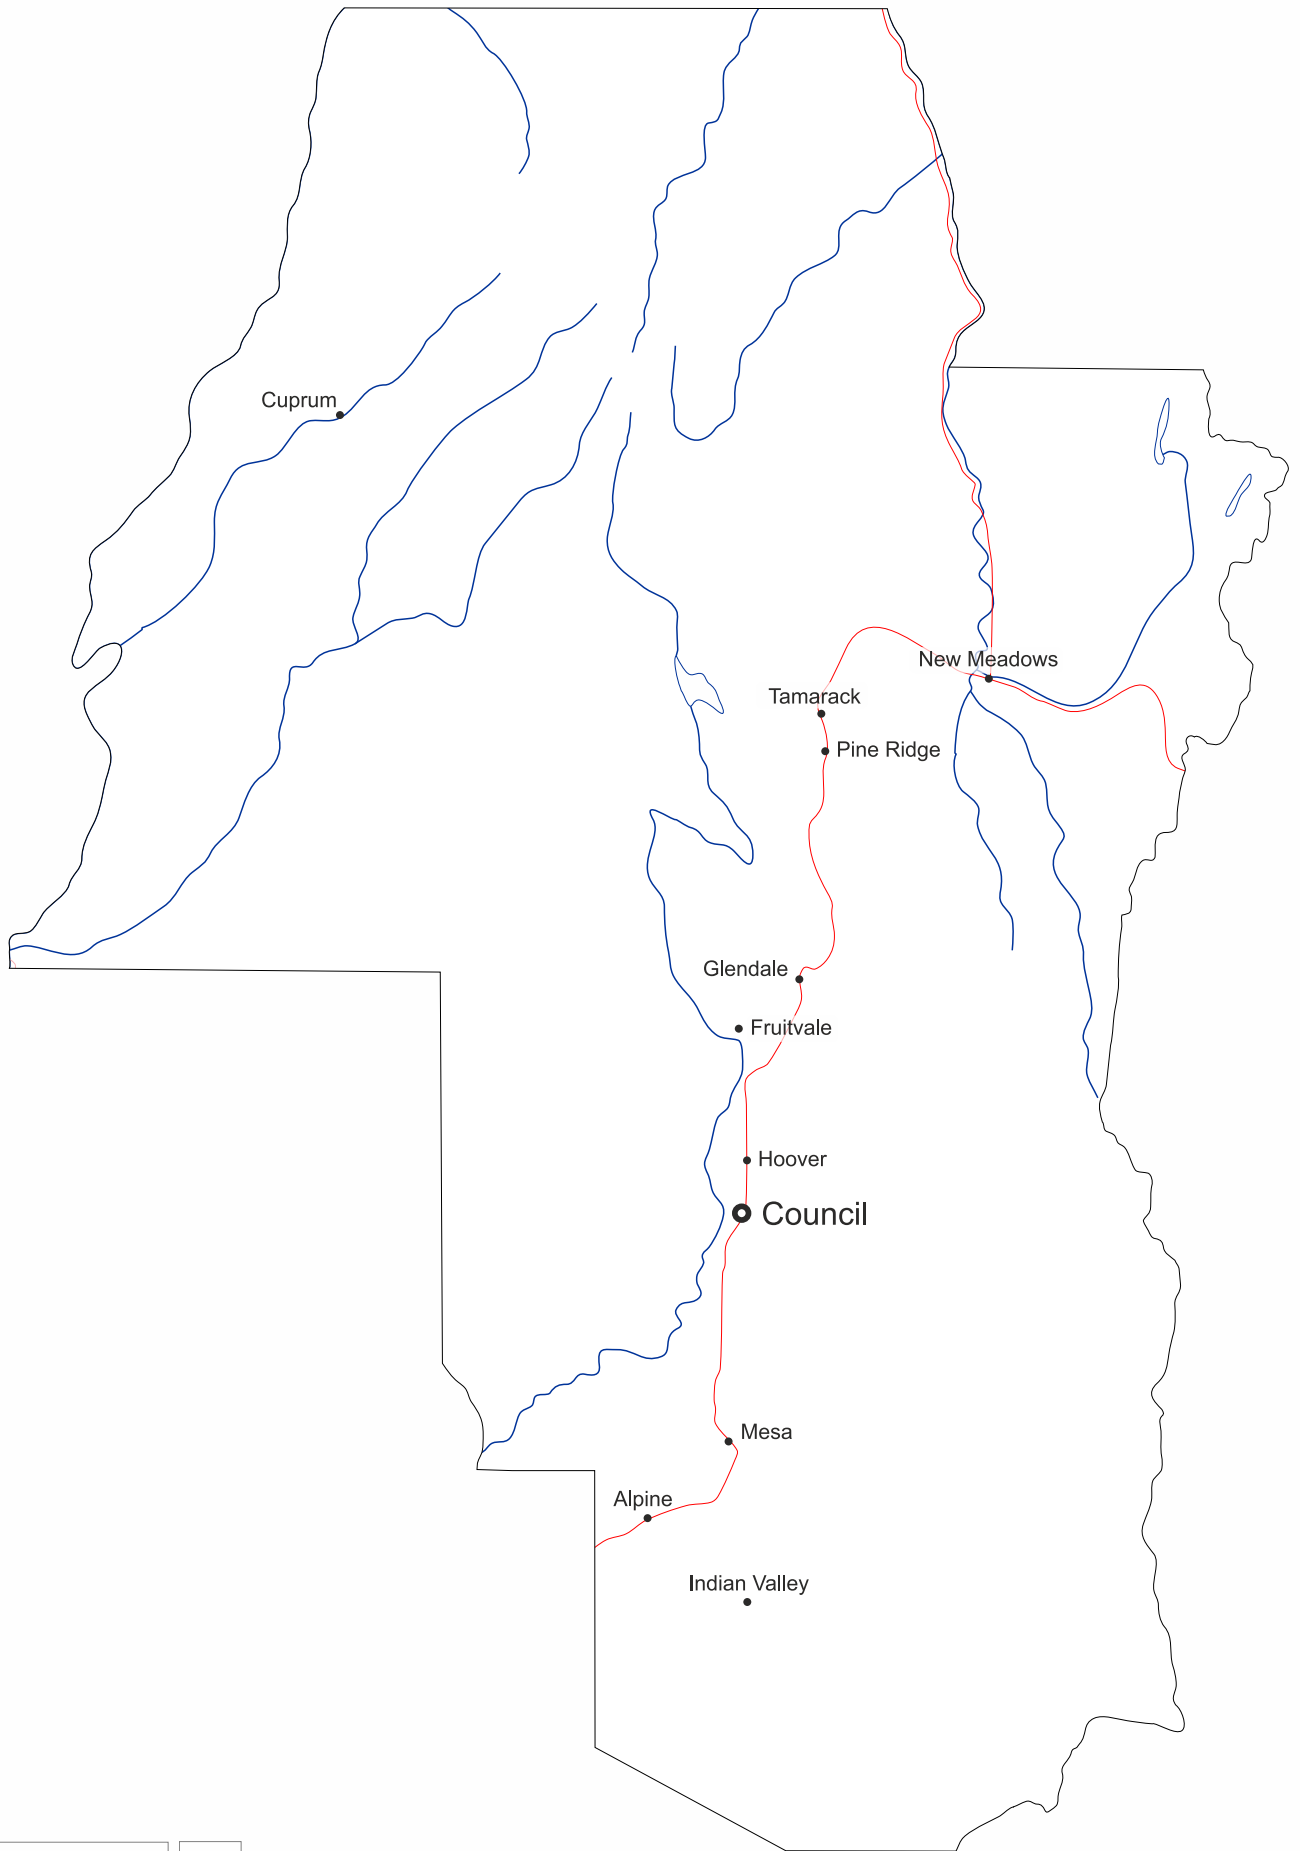 Cuprum
New Meadows
Tamarack
Pine Ridge
Glendale
Fruitvale
Hoover
Council
Mesa
Alpine
Indian Valley